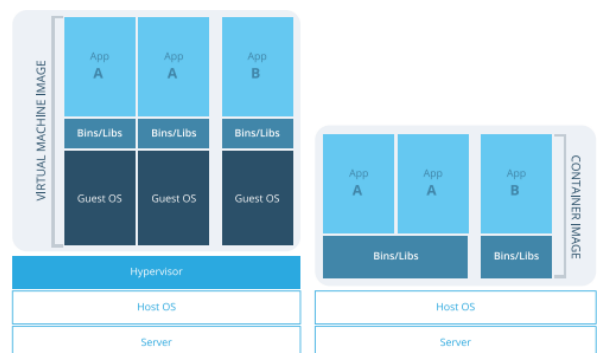 VIRTUAL MACHINE IMAGE
App
A
App
A
App
B
Bins/Libs
Bins/Libs
Bins/Libs
Guest OS
Guest OS
Guest OS
Hypervisor
Host OS
Server
App
A
App
A
App
B
Bins/Libs
Bins/Libs
CONTAINER IMAGE
Host OS
Server